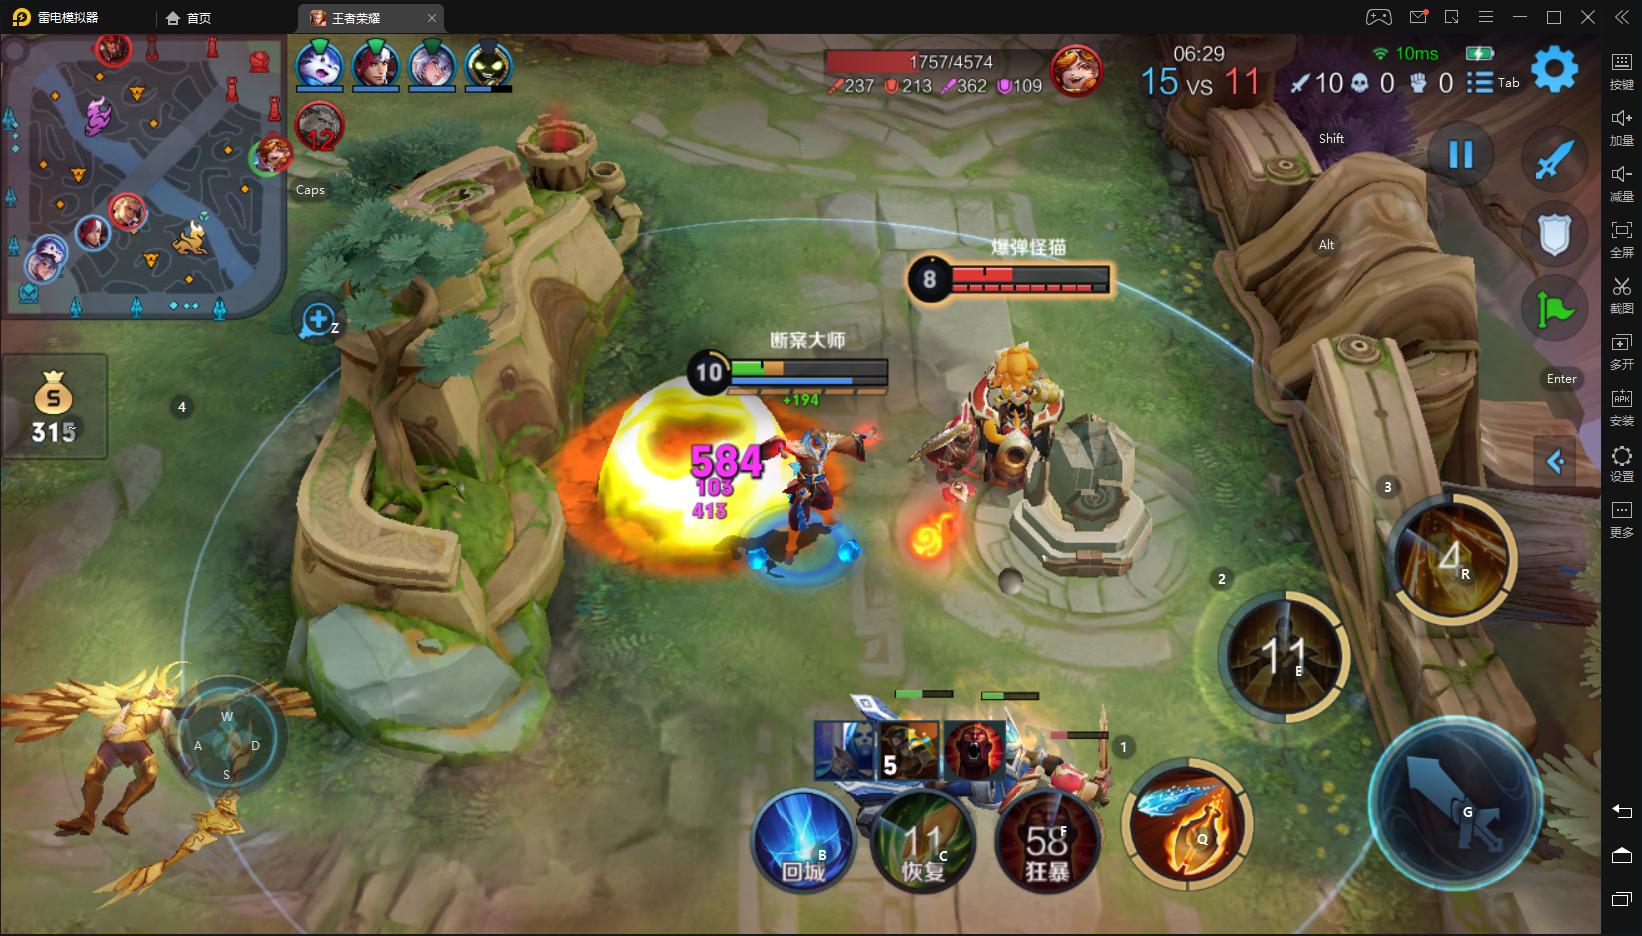 雷电模拟器
首页
王者荣耀
1757/4574
237 213 362 109
06:29
15 vs 11
10ms
10 0 0
Tab
按键
加量
减量
全屏
截图
多开
安装
设置
更多
12
Caps
Shift
Alt
Enter
Z
爆弹怪猫
8
断案大师
10
+194
315
~
4
584
103
413
3
4
R
2
11
E
W
A D
S
5
1
B
回城
11
C
恢复
58
F
狂暴
Q
G
APK